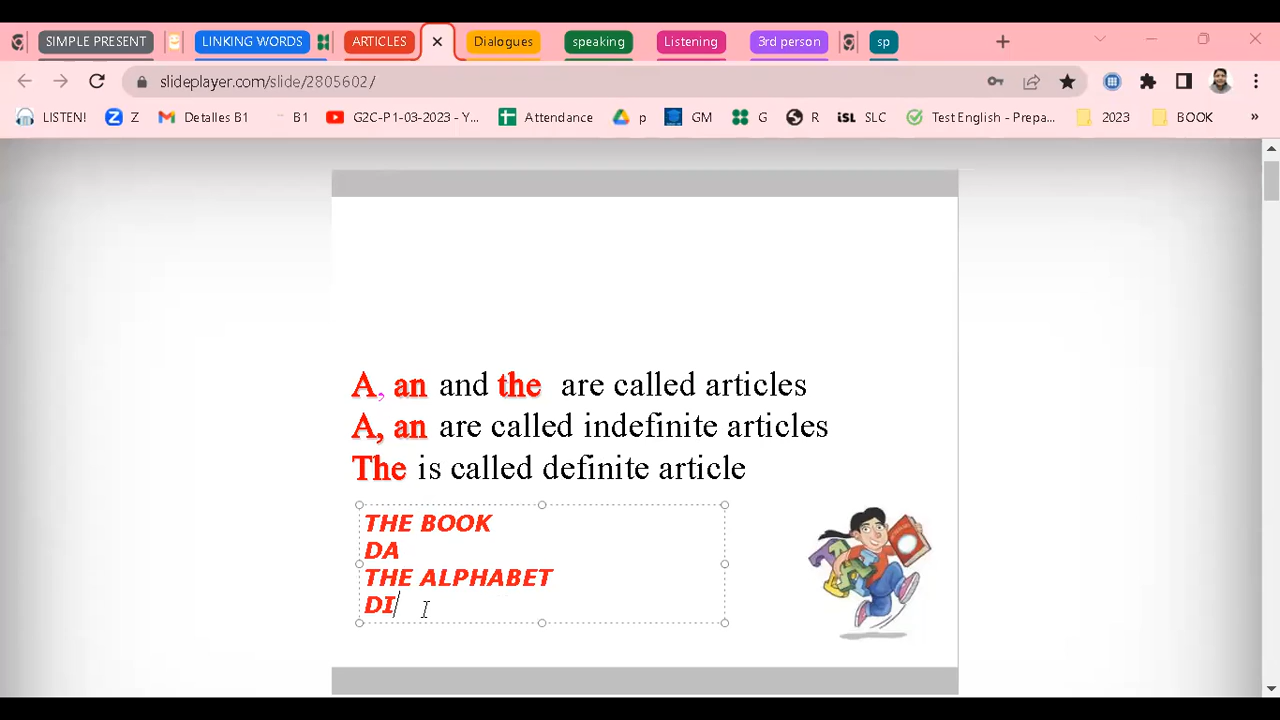 SIMPLE PRESENT LINKING WORDS ARTICLES Dialogues speaking Listening 3rd person sp
slideplayer.com/slide/2805602/
LISTEN! Z Detalles B1 B1 G2C-P1-03-2023 - Y... Attendance p GM G R iSL SLC Test English - Prepa... 2023 BOOK »
A, an and the are called articles
A, an are called indefinite articles
The is called definite article
THE BOOK
DA
THE ALPHABET
DI